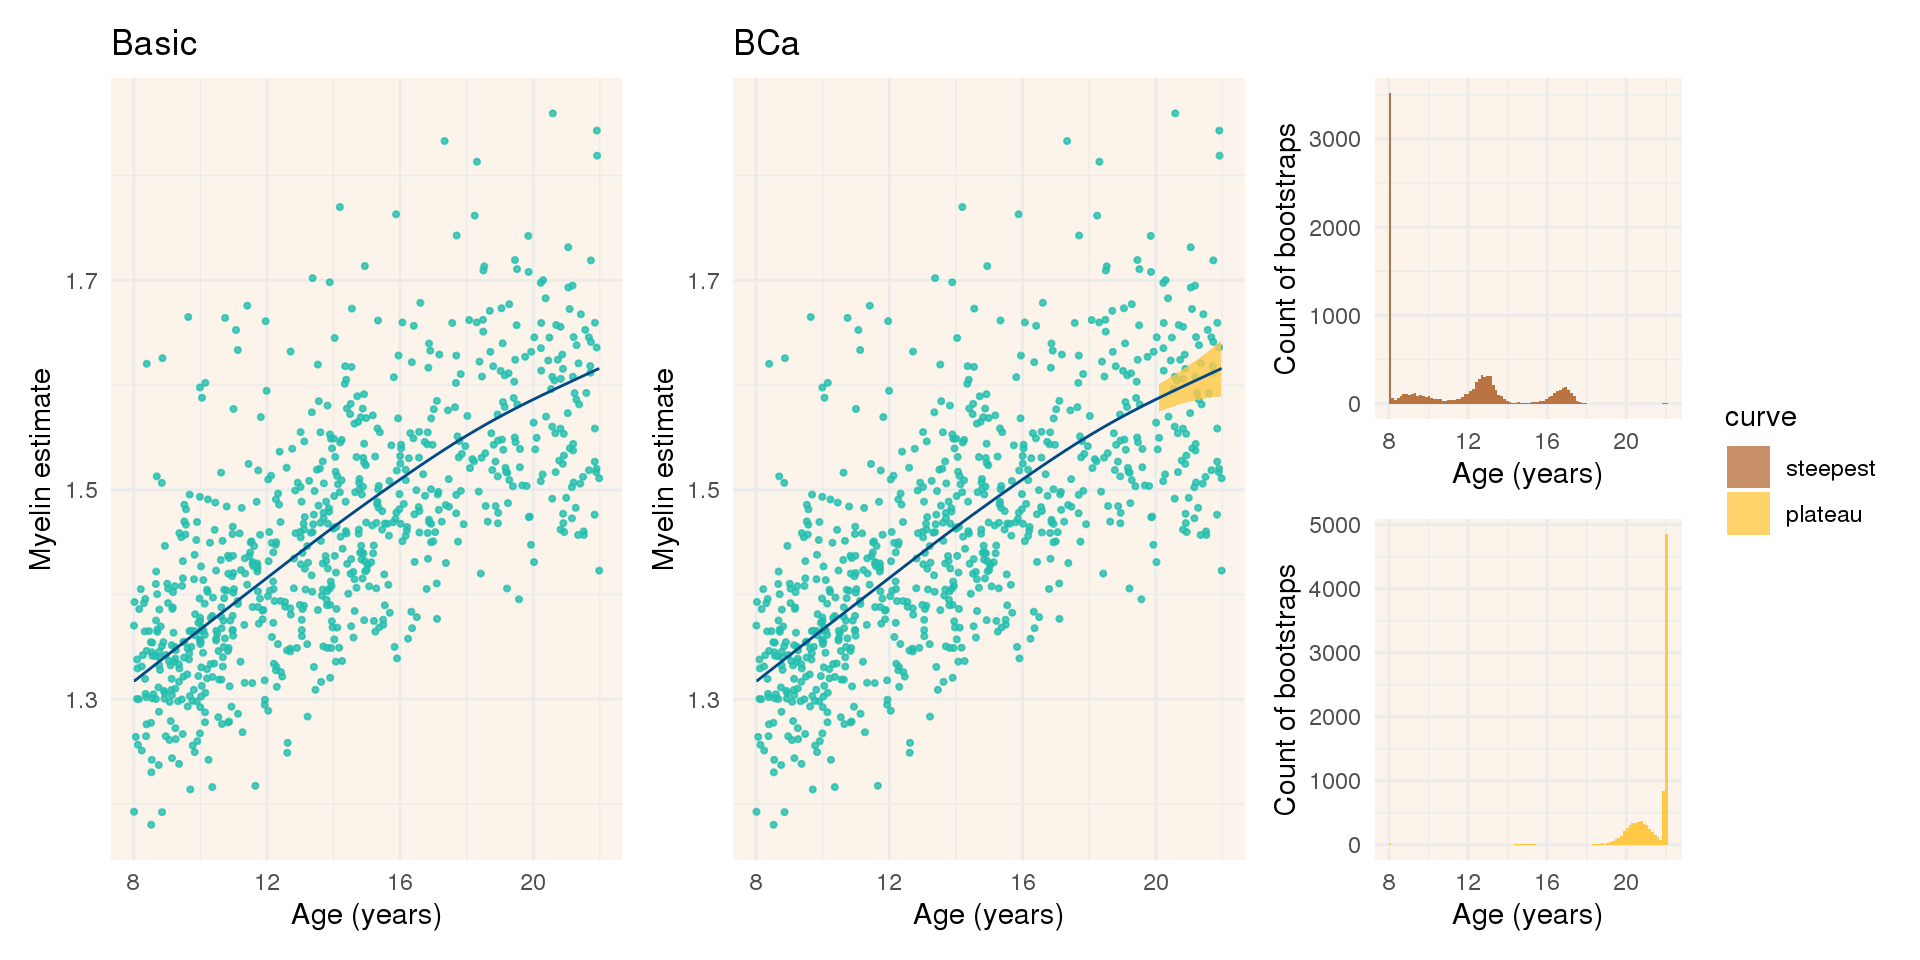 Basic
Myelin estimate
1.7
1.5
1.3
8 12 16 20
Age (years)
BCa
Myelin estimate
1.7
1.5
1.3
8 12 16 20
Age (years)
Count of bootstraps
3000
2000
1000
0
8 12 16 20
Age (years)
Count of bootstraps
5000
4000
3000
2000
1000
0
8 12 16 20
Age (years)
curve
steepest
plateau